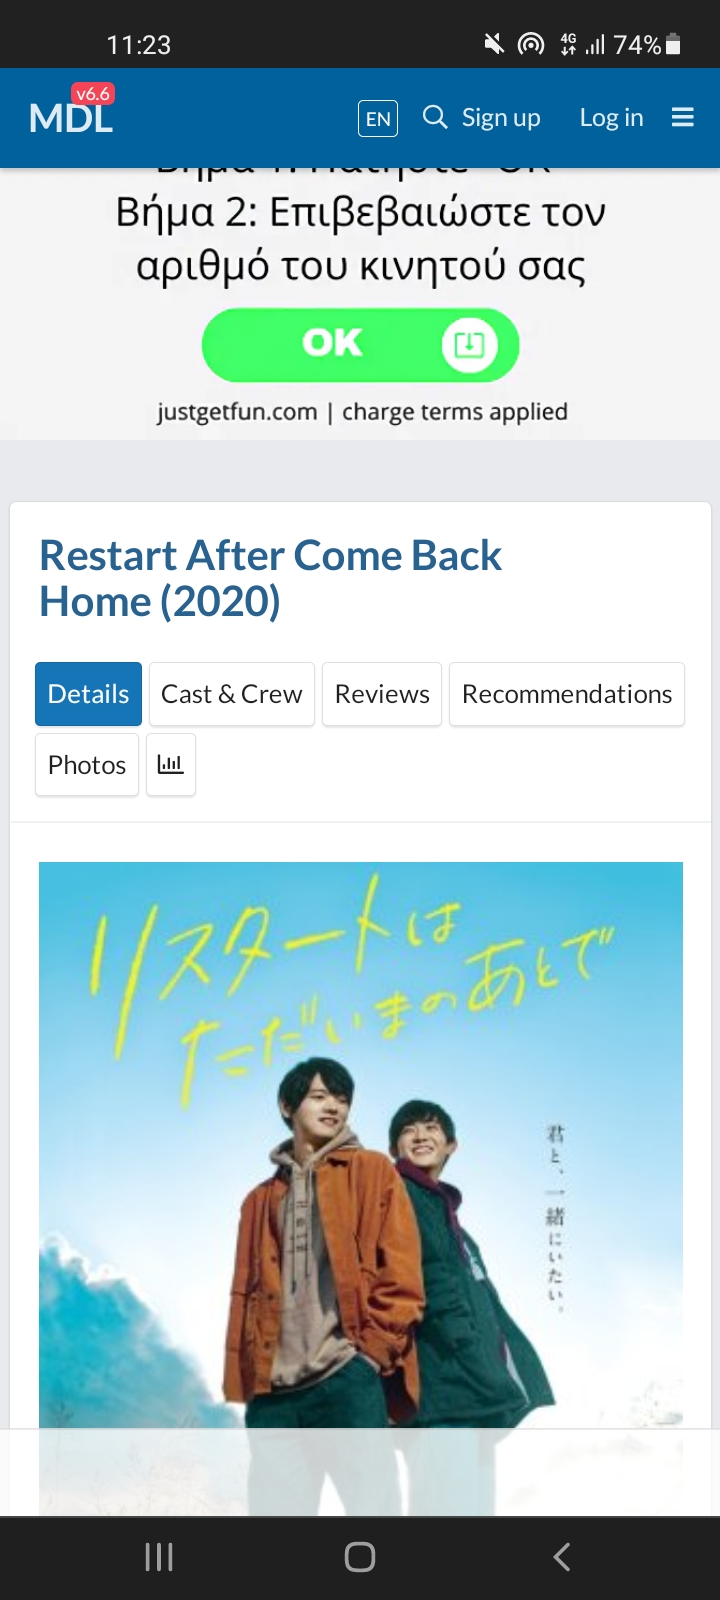 11:23
4G
74%
MDL
v6.6
EN
Sign up
Log in
Βήμα 2: Επιβεβαιώστε τον
αριθμό του κινητού σας
OK
justgetfun.com | charge terms applied
Restart After Come Back
Home (2020)
Details
Cast & Crew
Reviews
Recommendations
Photos
リスタートは
ただいまのあとで
君と、一緒にいたい。